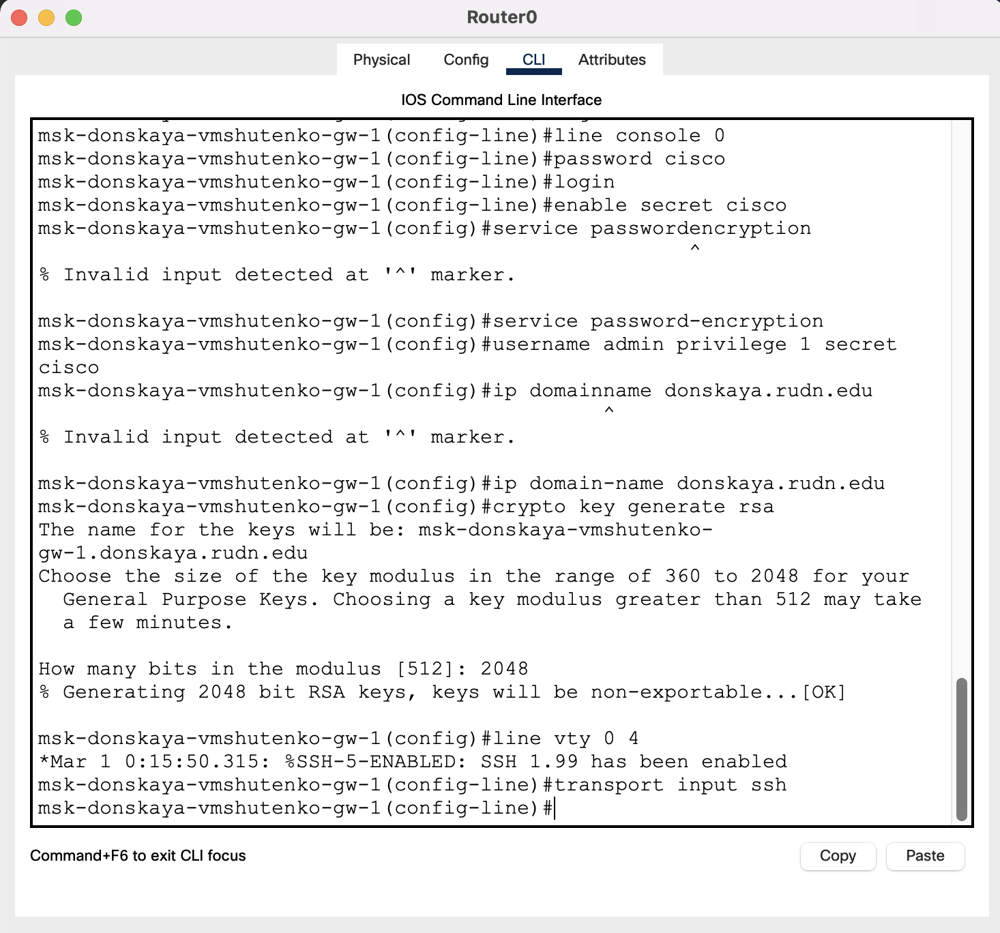 Router0
Physical Config CLI Attributes
IOS Command Line Interface
msk-donskaya-vmshutenko-gw-1(config-line)#line console 0
msk-donskaya-vmshutenko-gw-1(config-line)#password cisco
msk-donskaya-vmshutenko-gw-1(config-line)#login
msk-donskaya-vmshutenko-gw-1(config-line)#enable secret cisco
msk-donskaya-vmshutenko-gw-1(config)#service passwordencryption
^
% Invalid input detected at '^' marker.
msk-donskaya-vmshutenko-gw-1(config)#service password-encryption
msk-donskaya-vmshutenko-gw-1(config)#username admin privilege 1 secret
cisco
msk-donskaya-vmshutenko-gw-1(config)#ip domainname donskaya.rudn.edu
^
% Invalid input detected at '^' marker.
msk-donskaya-vmshutenko-gw-1(config)#ip domain-name donskaya.rudn.edu
msk-donskaya-vmshutenko-gw-1(config)#crypto key generate rsa
The name for the keys will be: msk-donskaya-vmshutenko-
gw-1.donskaya.rudn.edu
Choose the size of the key modulus in the range of 360 to 2048 for your
General Purpose Keys. Choosing a key modulus greater than 512 may take
a few minutes.
How many bits in the modulus [512]: 2048
% Generating 2048 bit RSA keys, keys will be non-exportable...[OK]
msk-donskaya-vmshutenko-gw-1(config)#line vty 0 4
*Mar 1 0:15:50.315: %SSH-5-ENABLED: SSH 1.99 has been enabled
msk-donskaya-vmshutenko-gw-1(config-line)#transport input ssh
msk-donskaya-vmshutenko-gw-1(config-line)#
Command+F6 to exit CLI focus
Copy Paste